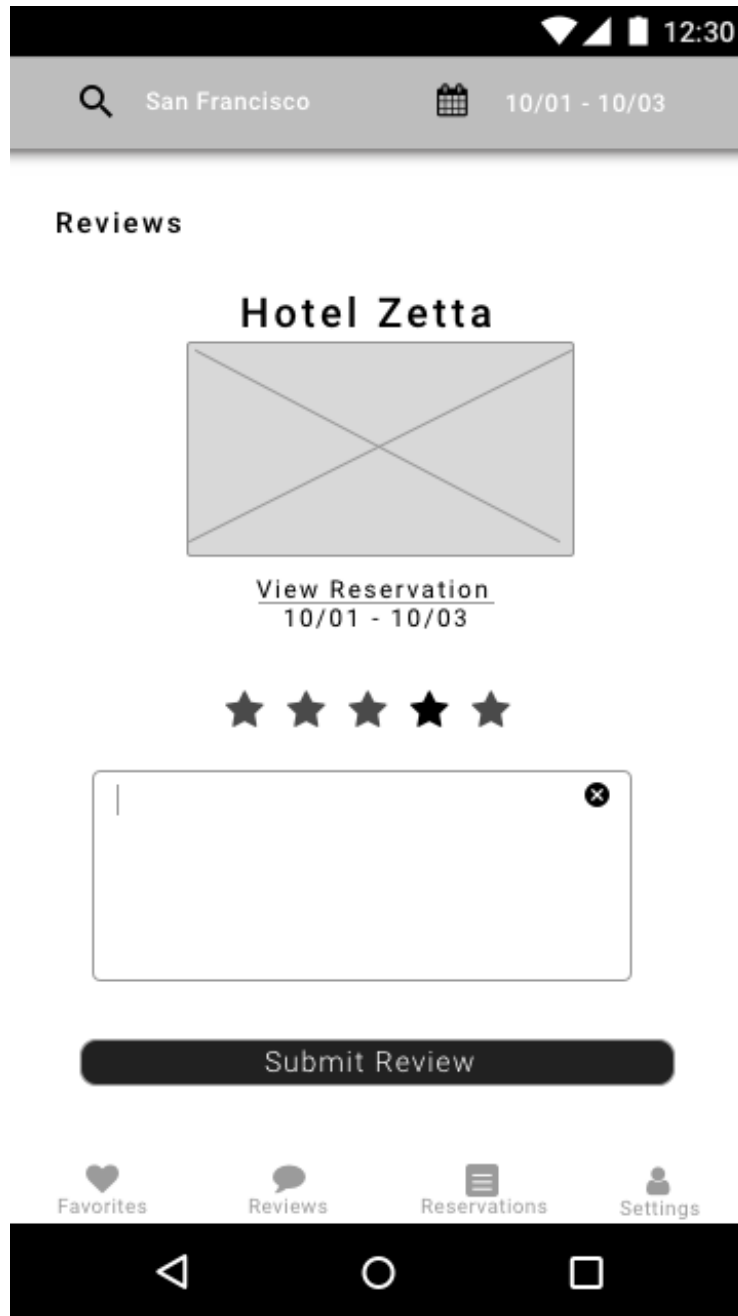 12:30
San Francisco 10/01 - 10/03
Reviews
Hotel Zetta
View Reservation
10/01 - 10/03
Submit Review
Favorites Reviews Reservations Settings